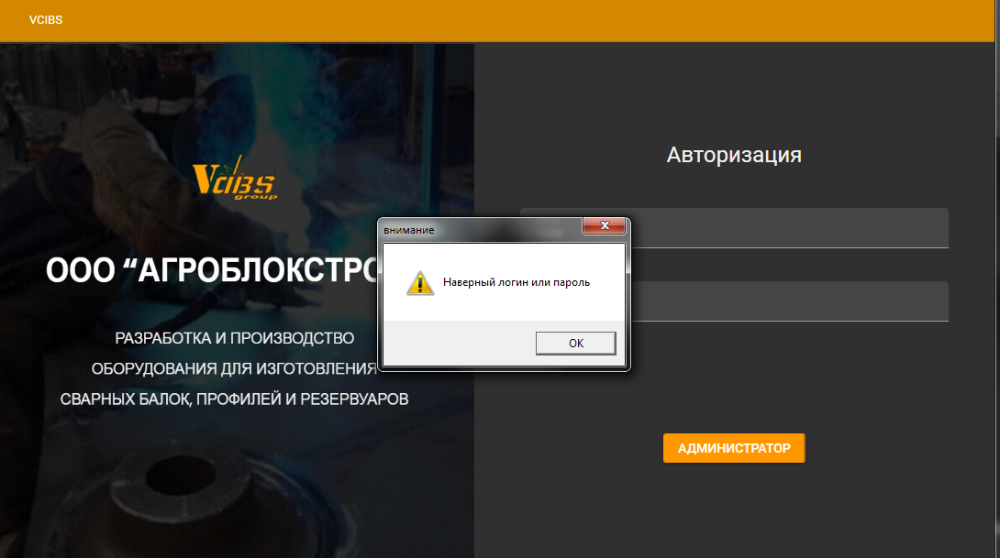 VCIBS
Авторизация
VCIBS
group
внимание
ООО “АГРОБЛОКСТРО
Наверный логин или пароль
OK
РАЗРАБОТКА И ПРОИЗВОДСТВО
ОБОРУДОВАНИЯ ДЛЯ ИЗГОТОВЛЕНИЯ
СВАРНЫХ БАЛОК, ПРОФИЛЕЙ И РЕЗЕРВУАРОВ
АДМИНИСТРАТОР